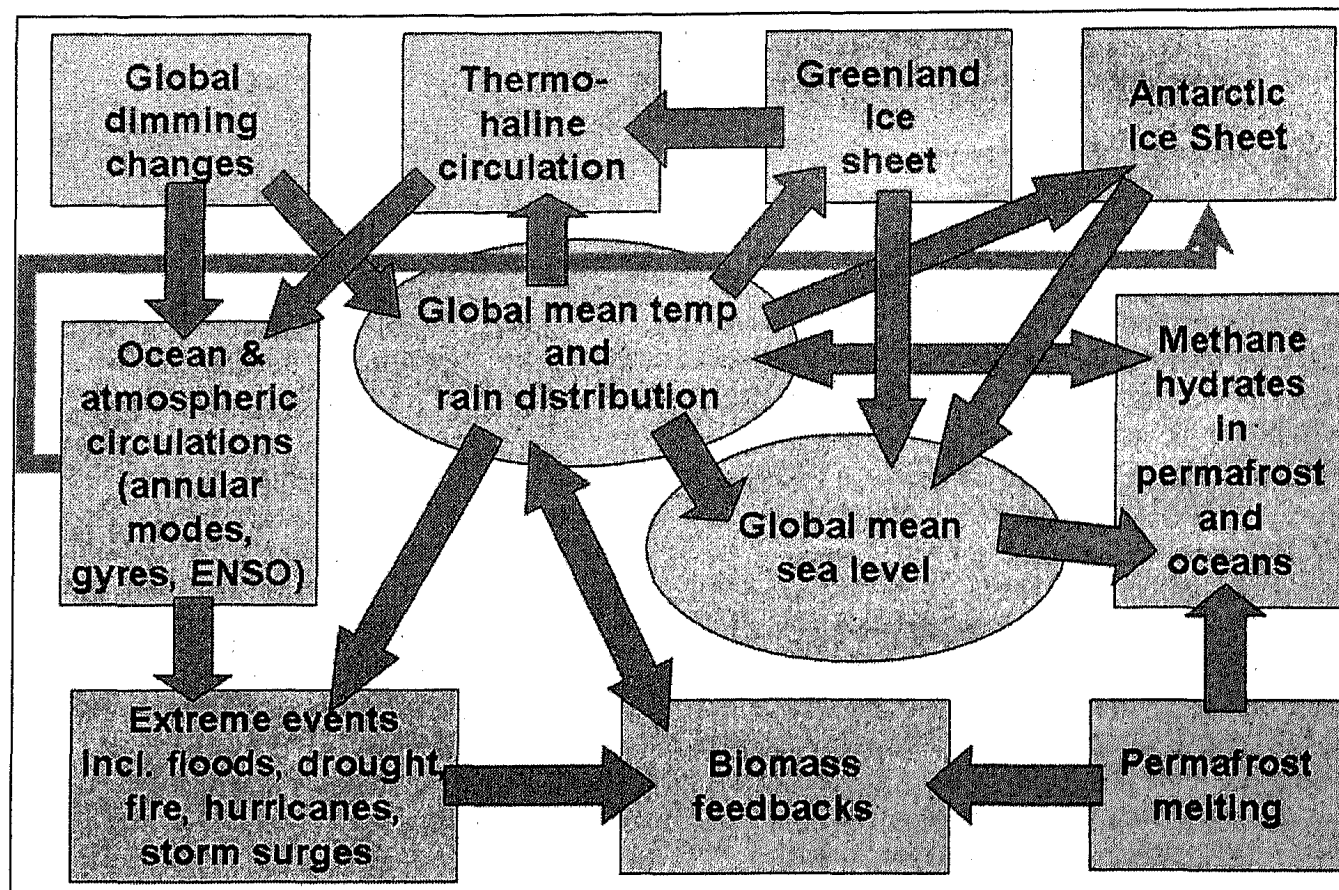 Global
dimming
changes
Thermo-
haline
circulation
Greenland
Ice
sheet
Antarctic
Ice Sheet
Global mean temp
and
rain distribution
Ocean &
atmospheric
circulations
(annular
modes,
gyres, ENSO)
Methane
hydrates
in
permafrost
and
oceans
Global mean
sea level
Extreme events
Incl. floods, drought,
fire, hurricanes,
storm surges
Biomass
feedbacks
Permafrost
melting